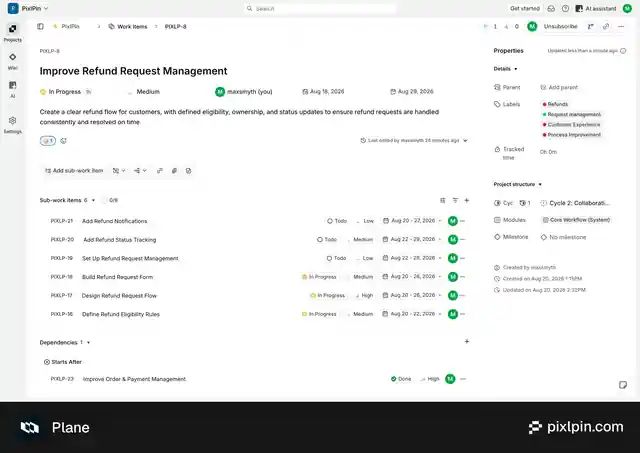 PixlPin
Search
Get started
AI assistant
M
Projects
Wiki
AI
Settings
PixlPin
Work items
PIXLP-8
1
0
M
Unsubscribe
PIXLP-8
Improve Refund Request Management
In Progress
Medium
M maxsmyth (you)
Aug 18, 2026
Aug 29, 2026
Create a clear refund flow for customers, with defined eligibility, ownership, and status updates to ensure refund requests are handled
consistently and resolved on time
1
Last edited by maxsmyth 26 minutes ago
Add sub-work item
Sub-work items 6 0/6
PIXLP-21 Add Refund Notifications Todo Low Aug 20 - 27, 2026 M
PIXLP-20 Add Refund Status Tracking Todo Medium Aug 22 - 29, 2026 M
PIXLP-19 Set Up Refund Request Management Todo Low Aug 22 - 28, 2026 M
PIXLP-18 Build Refund Request Form In Progress Medium Aug 20 - 26, 2026 M
PIXLP-17 Design Refund Request Flow In Progress High Aug 20 - 26, 2026 M
PIXLP-16 Define Refund Eligibility Rules In Progress Medium Aug 20 - 22, 2026 M
Dependencies 1
Starts After
PIXLP-23 Improve Order & Payment Management Done High M
Properties
Updated less than a minute ago
Details
Parent
Add parent
Labels
Refunds
Request management
Customer Experience
Process Improvement
Tracked
time
0h 0m
Project structure
Cyc 1
Cycle 2: Collaborati...
Modules
Core Workflow (System)
Milestone
No milestone
Created by maxsmyth
Created on Aug 20, 2026 1:15PM
Updated on Aug 20, 2026 2:32PM
Plane
pixlpin.com